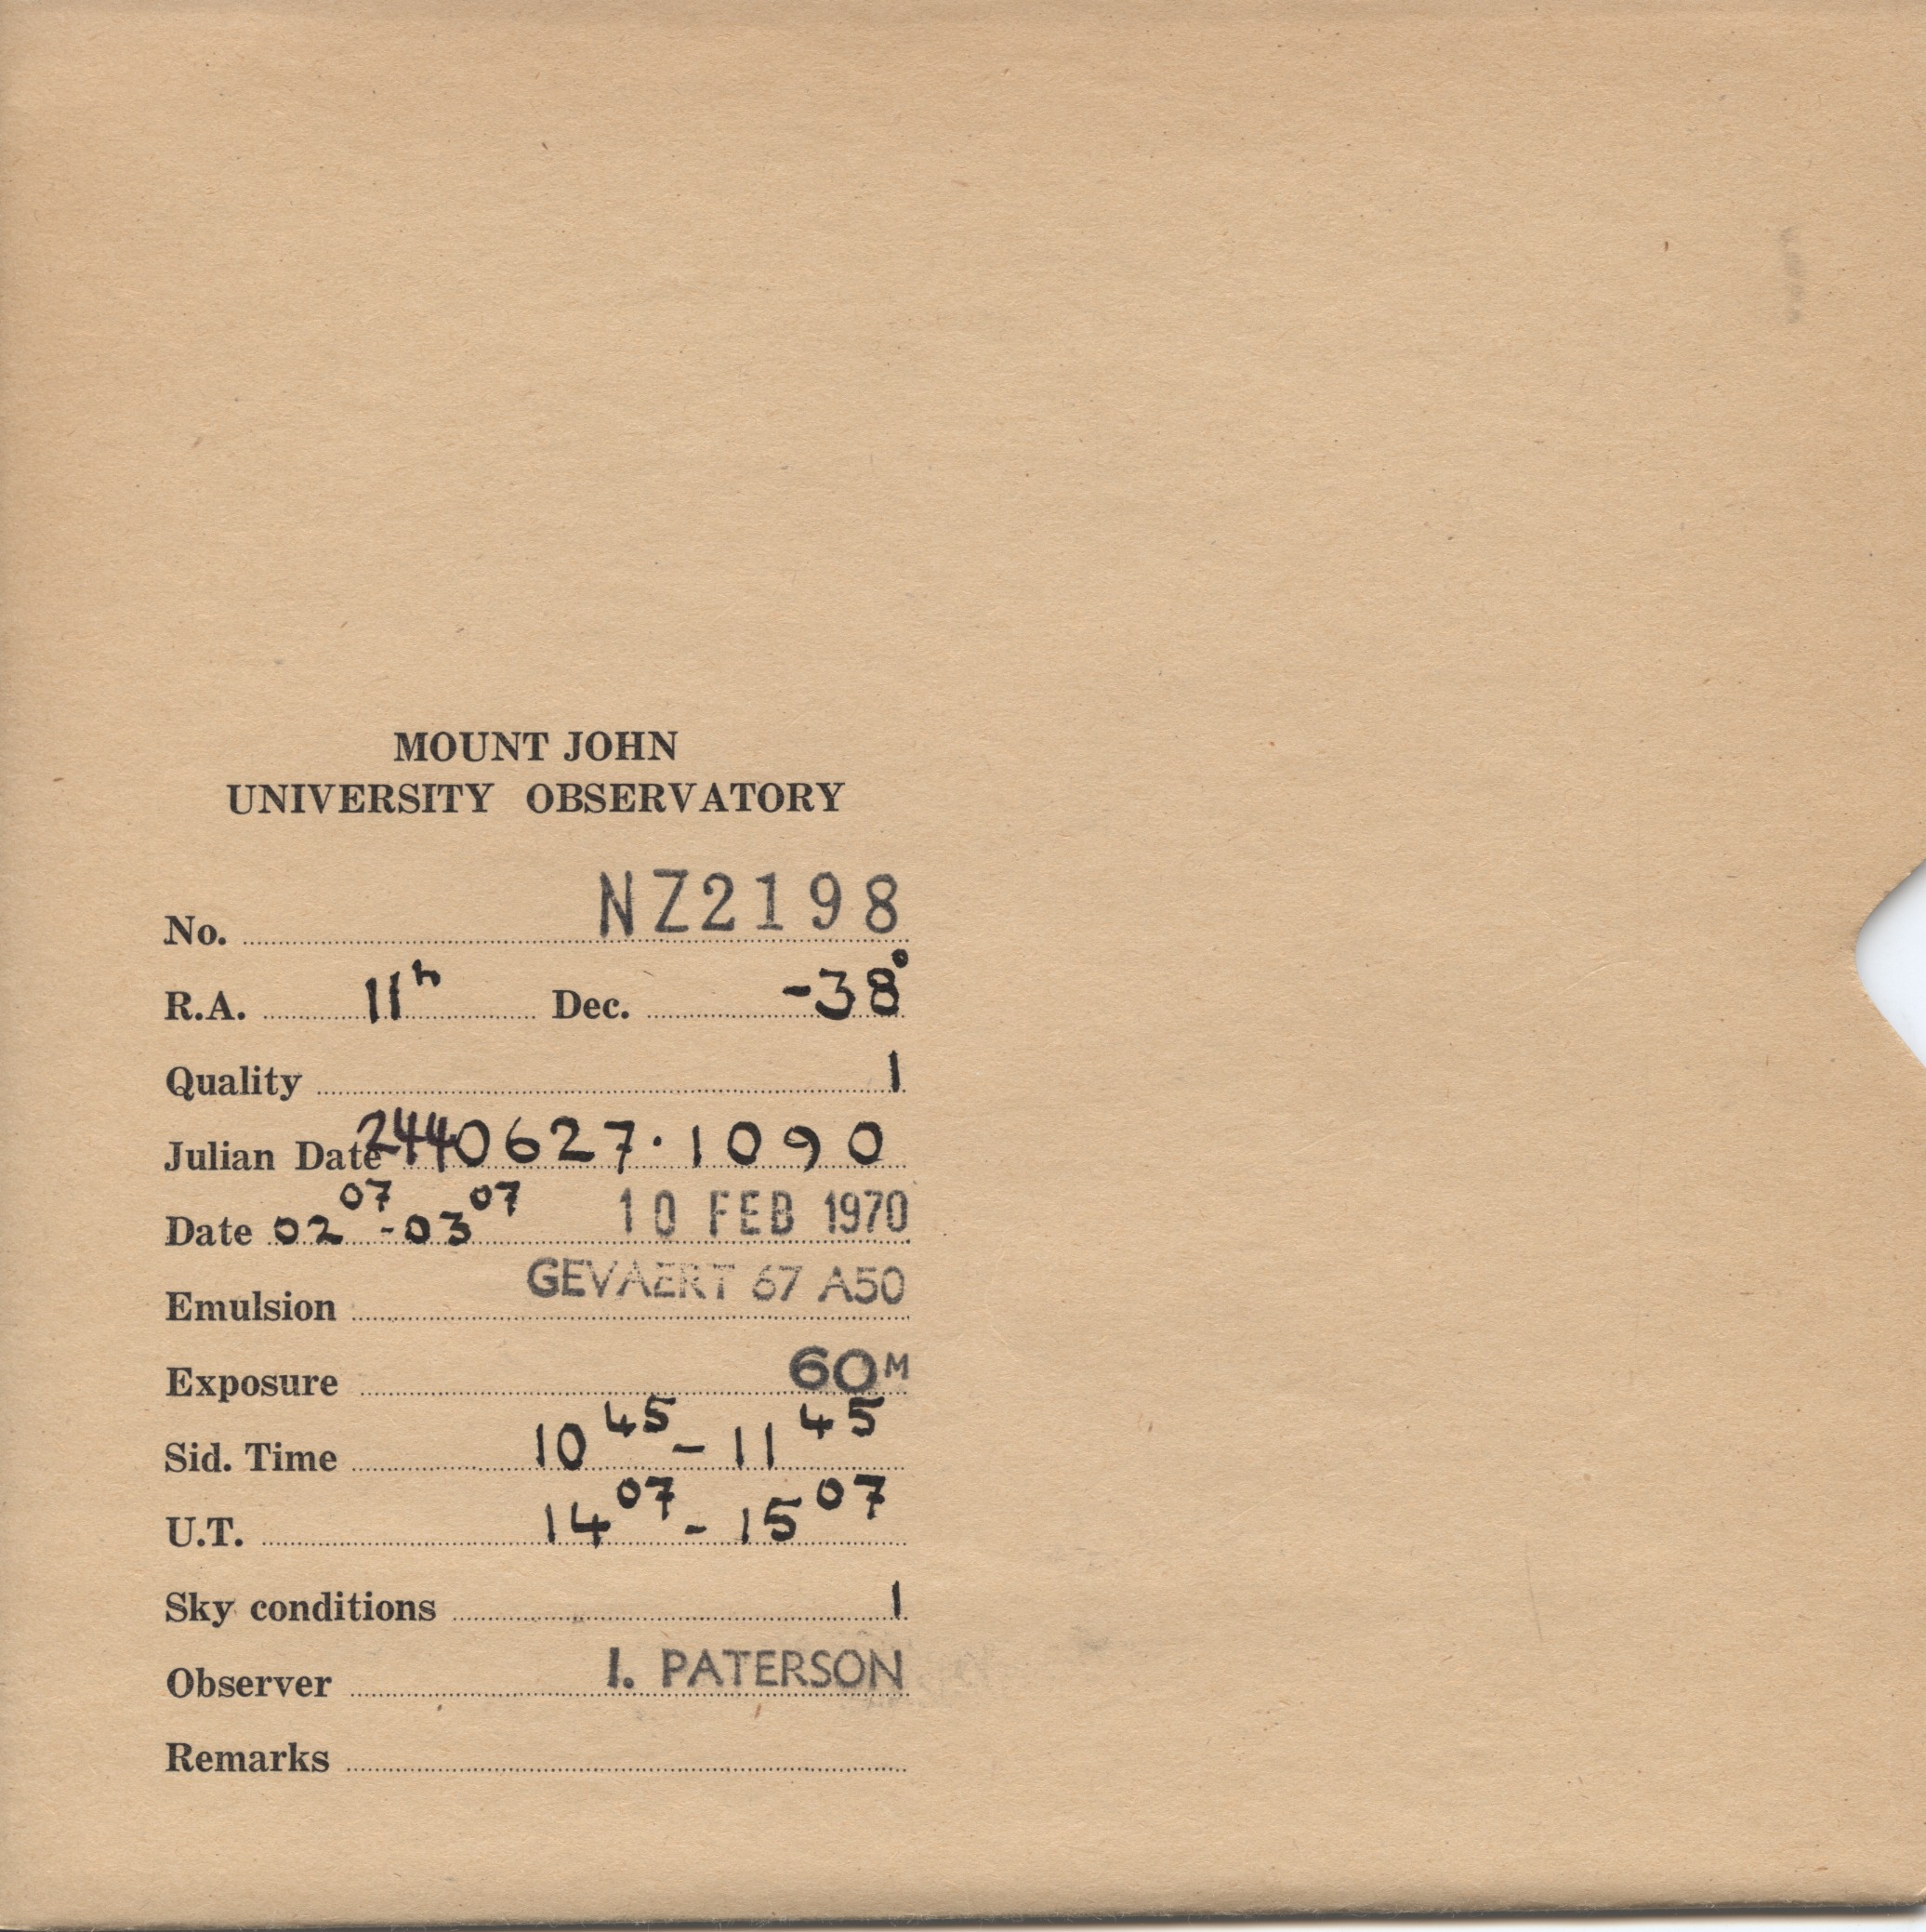 MOUNT JOHN
UNIVERSITY OBSERVATORY
No. NZ2198
R.A. 11h Dec. -38°
Quality 1
Julian Date 2440627.1090
Date 02 07 - 03 07 10 FEB 1970
Emulsion GEVAERT 67 A50
Exposure 60M
Sid. Time 10 45 - 11 45
U.T. 14 07 - 15 07
Sky conditions 1
Observer I. PATERSON
Remarks